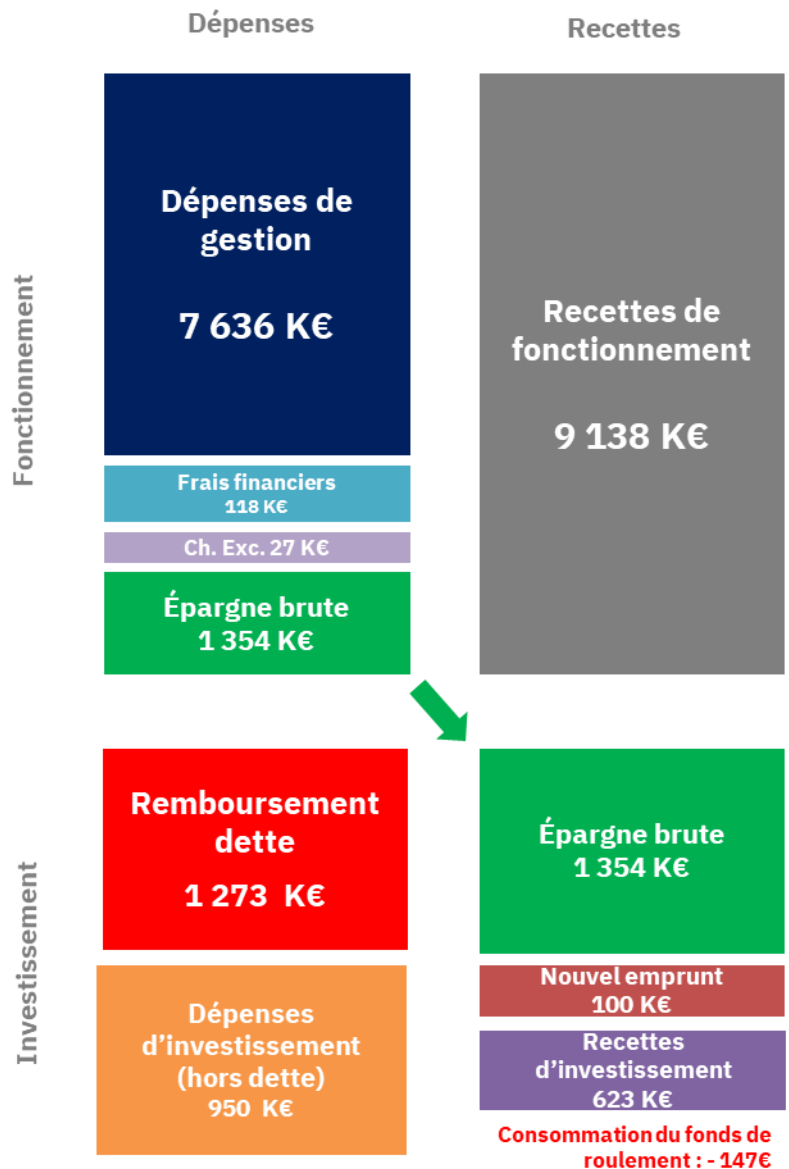 Dépenses
Recettes
Fonctionnement
Dépenses de
gestion
7 636 K€
Frais financiers
118 K€
Ch. Exc. 27 K€
Épargne brute
1 354 K€
Recettes de
fonctionnement
9 138 K€
Investissement
Remboursement
dette
1 273 K€
Dépenses
d’investissement
(hors dette)
950 K€
Épargne brute
1 354 K€
Nouvel emprunt
100 K€
Recettes
d’investissement
623 K€
Consommation du fonds de
roulement : - 147€